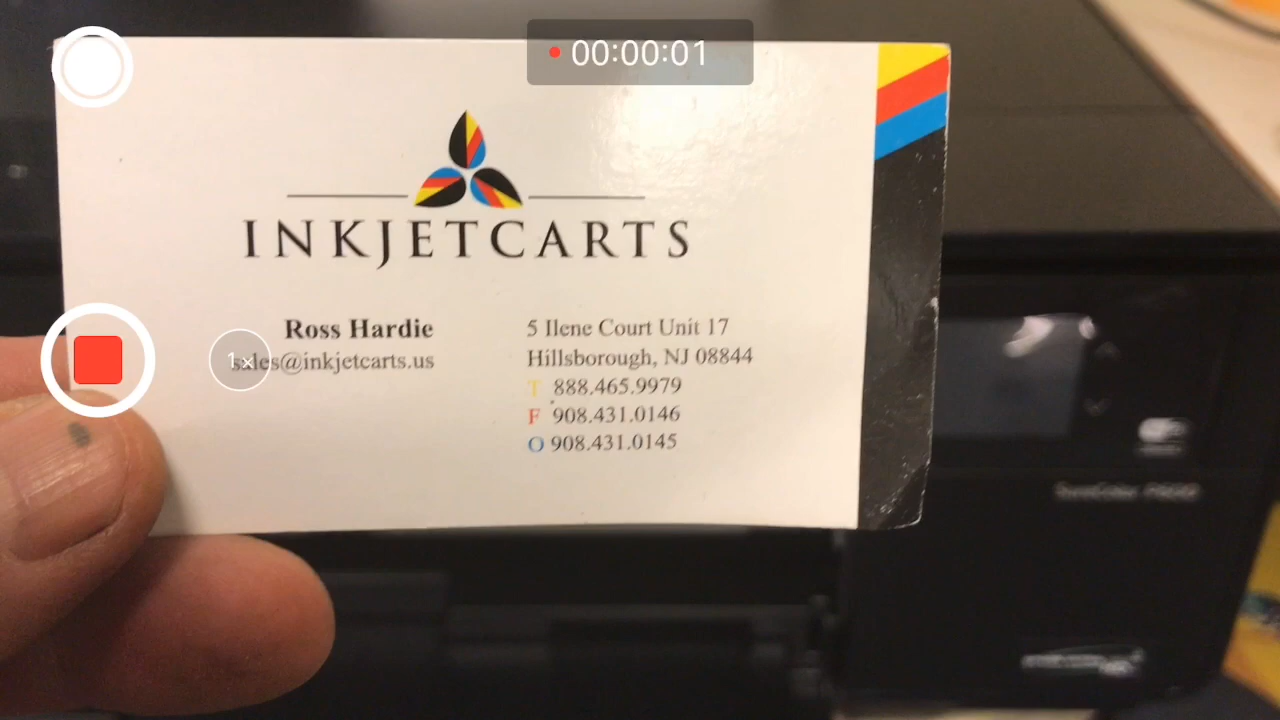 00:00:01
INKJETCARTS
Ross Hardie
sales@inkjetcarts.us
1×
5 Ilene Court Unit 17
Hillsborough, NJ 08844
T 888.465.9979
F 908.431.0146
O 908.431.0145